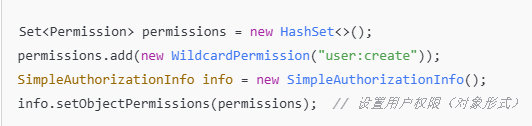 Set<Permission> permissions = new HashSet<>();
permissions.add(new WildcardPermission("user:create"));
SimpleAuthorizationInfo info = new SimpleAuthorizationInfo();
info.setObjectPermissions(permissions);  // 设置用户权限（对象形式）